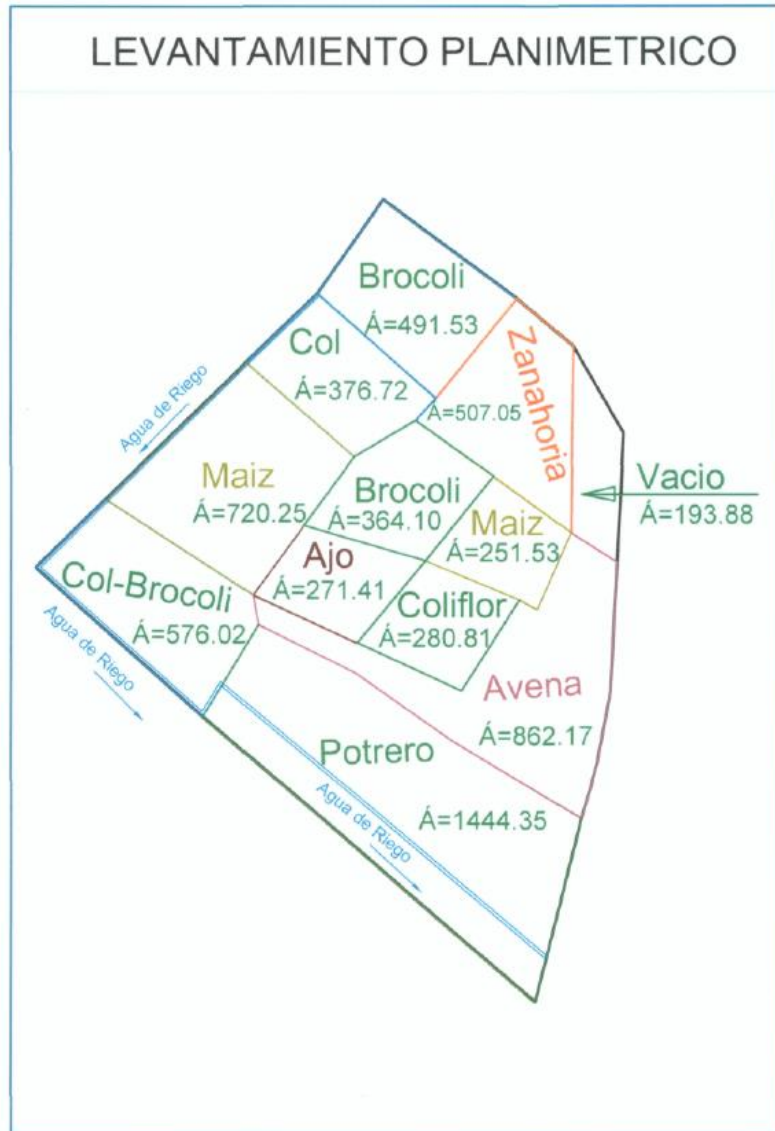 LEVANTAMIENTO PLANIMETRICO
Brocoli
Á=491.53
Zanahoria
Á=507.05
Col
Á=376.72
Agua de Riego
Maiz
Á=720.25
Brocoli
Á=364.10
Maiz
Á=251.53
Vacio
Á=193.88
Ajo
Á=271.41
Coliflor
Á=280.81
Col-Brocoli
Á=576.02
Agua de Riego
Avena
Á=862.17
Potrero
Á=1444.35
Agua de Riego